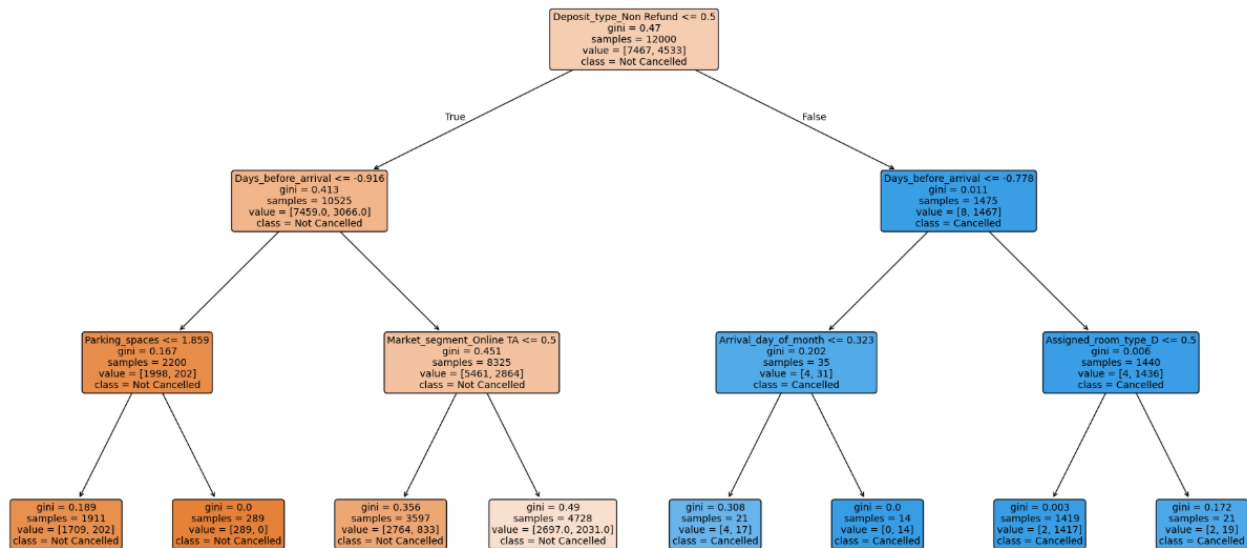 Deposit_type_Non Refund <= 0.5
gini = 0.47
samples = 12000
value = [7467, 4533]
class = Not Cancelled
True
False
Days_before_arrival <= -0.916
gini = 0.413
samples = 10525
value = [7459.0, 3066.0]
class = Not Cancelled
Days_before_arrival <= -0.778
gini = 0.011
samples = 1475
value = [8, 1467]
class = Cancelled
Parking_spaces <= 1.859
gini = 0.167
samples = 2200
value = [1998, 202]
class = Not Cancelled
Market_segment_Online TA <= 0.5
gini = 0.451
samples = 8325
value = [5461, 2864]
class = Not Cancelled
Arrival_day_of_month <= 0.323
gini = 0.202
samples = 35
value = [4, 31]
class = Cancelled
Assigned_room_type_D <= 0.5
gini = 0.006
samples = 1440
value = [4, 1436]
class = Cancelled
gini = 0.189
samples = 1911
value = [1709, 202]
class = Not Cancelled
gini = 0.0
samples = 289
value = [289, 0]
class = Not Cancelled
gini = 0.356
samples = 3597
value = [2764, 833]
class = Not Cancelled
gini = 0.49
samples = 4728
value = [2697.0, 2031.0]
class = Not Cancelled
gini = 0.308
samples = 21
value = [4, 17]
class = Cancelled
gini = 0.0
samples = 14
value = [0, 14]
class = Cancelled
gini = 0.003
samples = 1419
value = [2, 1417]
class = Cancelled
gini = 0.172
samples = 21
value = [2, 19]
class = Cancelled